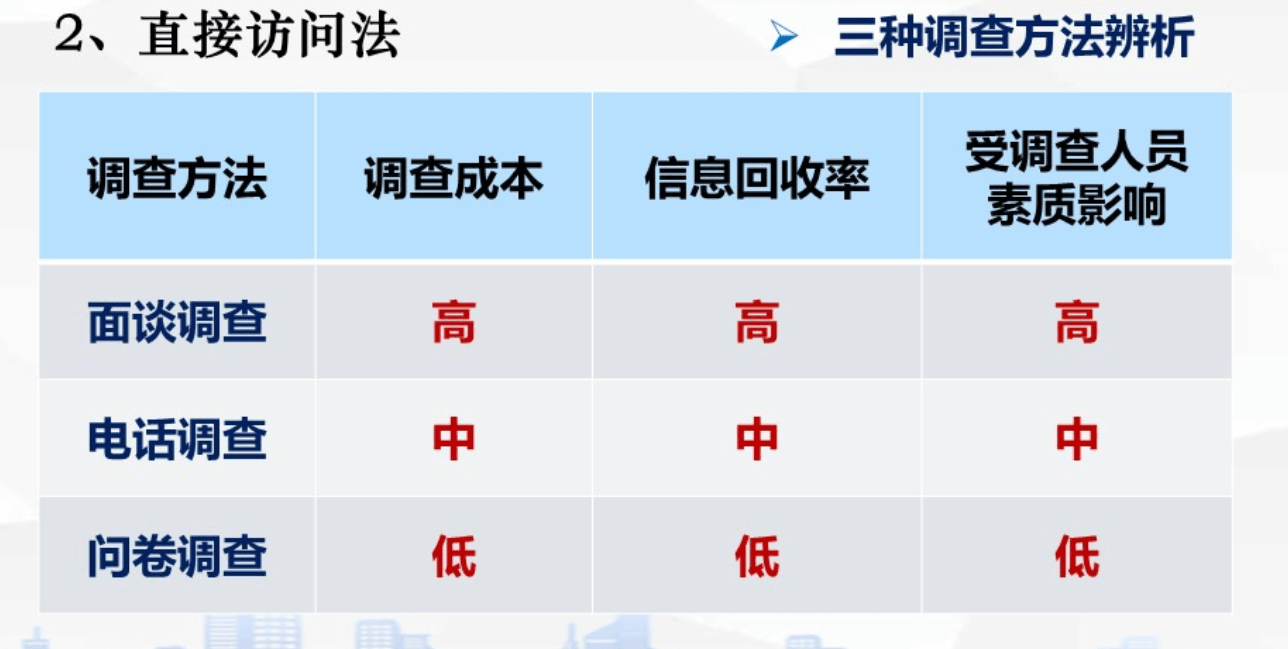 2、直接访问法
三种调查方法辨析
调查方法 调查成本 信息回收率 受调查人员
素质影响
面谈调查 高 高 高
电话调查 中 中 中
问卷调查 低 低 低